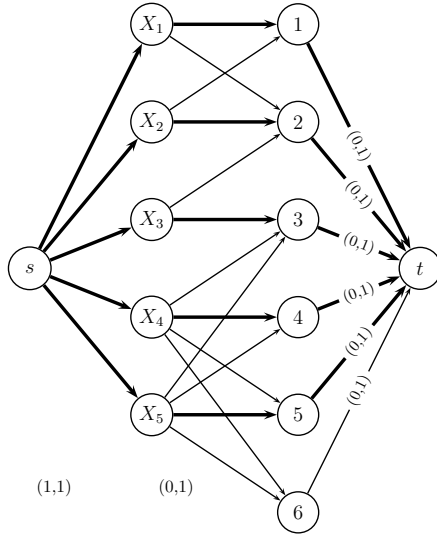 X₁ 1
X₂ 2
X₃ 3
s t
X₄ 4
X₅ 5
6
(0,1)
(0,1)
(0,1)
(0,1)
(0,1)
(0,1)
(1,1) (0,1)